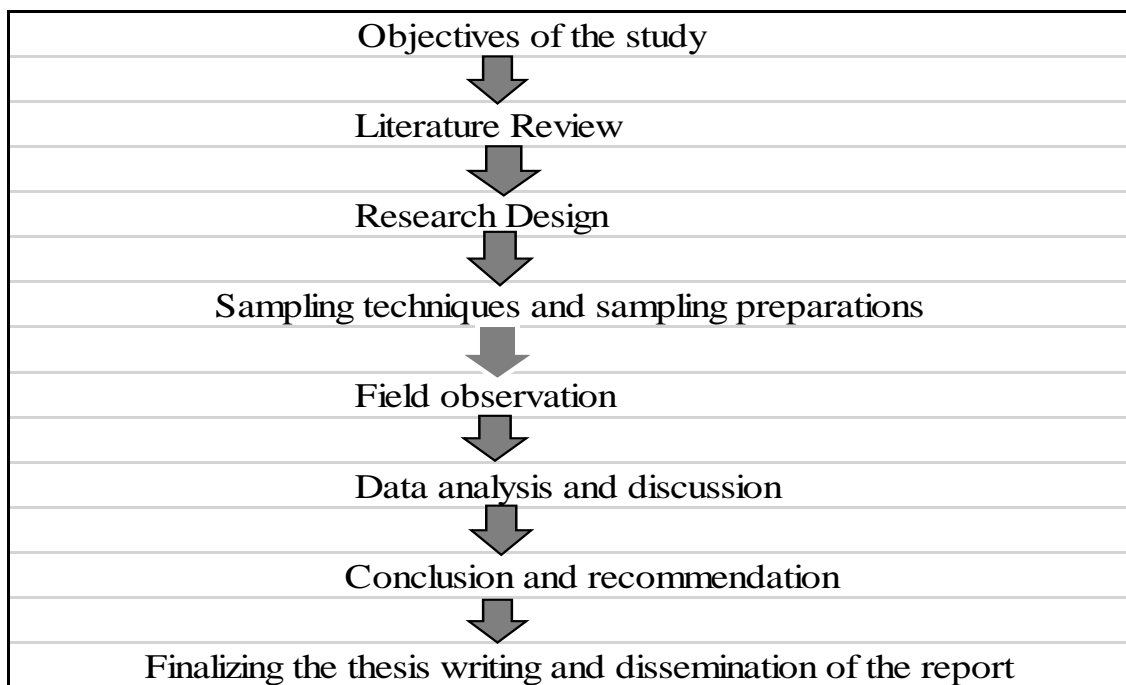 Objectives of the study
Literature Review
Research Design
Sampling techniques and sampling preparations
Field observation
Data analysis and discussion
Conclusion and recommendation
Finalizing the thesis writing and dissemination of the report